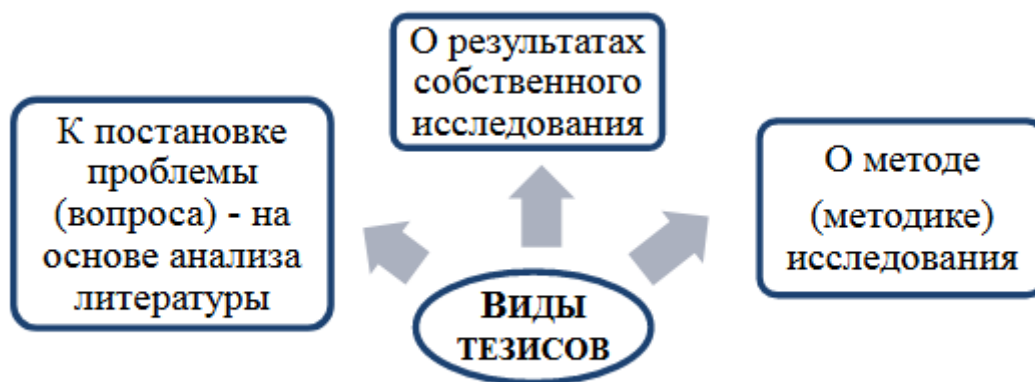 К постановке
проблемы
(вопроса) - на
основе анализа
литературы
О результатах
собственного
исследования
О методе
(методике)
исследования
ВИДЫ
ТЕЗИСОВ